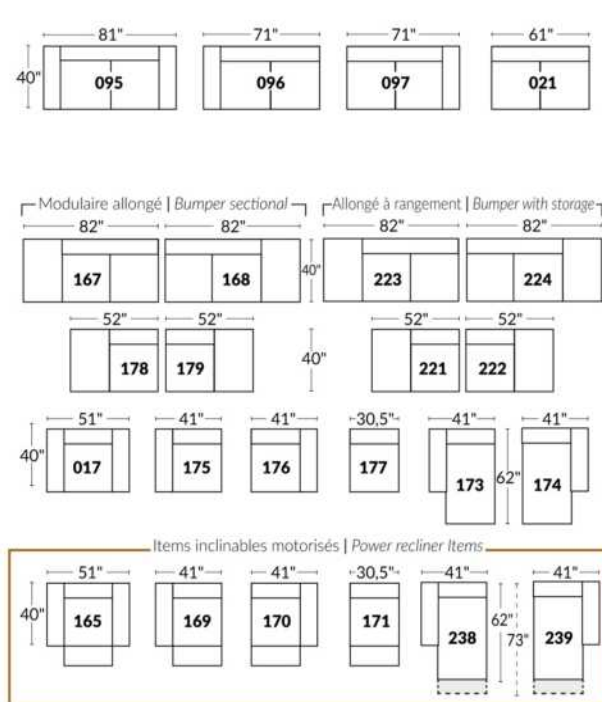 81" 71" 71" 61"
40"
095 096 097 021
Modulaire allongé | Bumper sectional Allongé à rangement | Bumper with storage
82" 82" 82" 82"
40"
167 168 223 224
52" 52" 52" 52"
40"
178 179 221 222
51" 41" 41" 30,5" 41" 41"
40"
017 175 176 177 173 62" 174
Items inclinables motorisés | Power recliner Items
51" 41" 41" 30,5" 41" 41"
40" 62"
165 169 170 171 238 73" 239